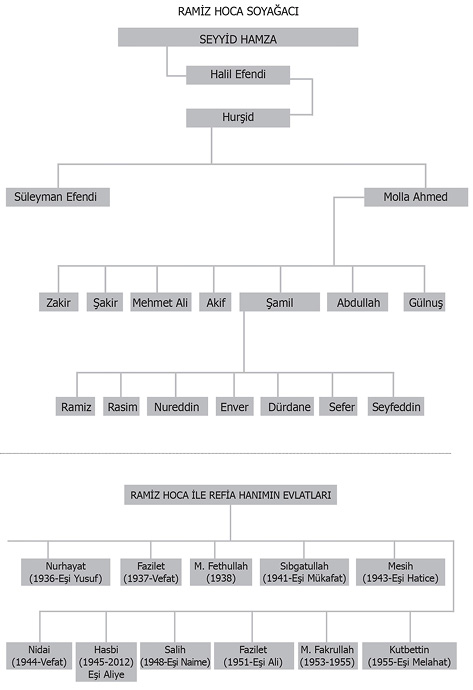 RAMİZ HOCA SOYAĞACI
SEYYİD HAMZA
Halil Efendi
Hurşid
Süleyman Efendi
Molla Ahmed
Zakir
Şakir
Mehmet Ali
Akif
Şamil
Abdullah
Gülnuş
Ramiz
Rasim
Nureddin
Enver
Dürdane
Sefer
Seyfeddin
RAMİZ HOCA İLE REFİA HANIMIN EVLATLARI
Nurhayat
(1936-Eşi Yusuf)
Fazilet
(1937-Vefat)
M. Fethullah
(1938)
Sıbgatullah
(1941-Eşi Mükafat)
Mesih
(1943-Eşi Hatice)
Nidai
(1944-Vefat)
Hasbi
(1945-2012)
Eşi Aliye
Salih
(1948-Eşi Naime)
Fazilet
(1951-Eşi Ali)
M. Fakrullah
(1953-1955)
Kutbettin
(1955-Eşi Melahat)